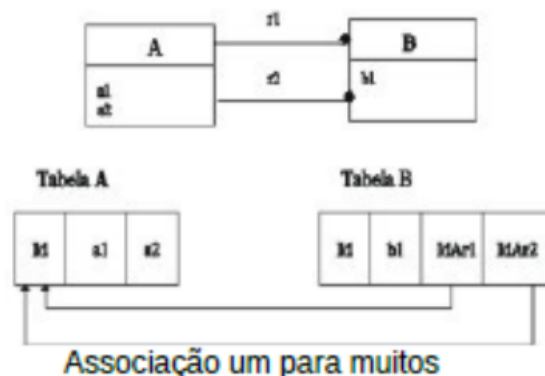 r1
A
B
a1
a2
r2
b1
Tabela A
Tabela B
Id a1 a2
Id b1 IdAr1 IdAr2
Associação um para muitos